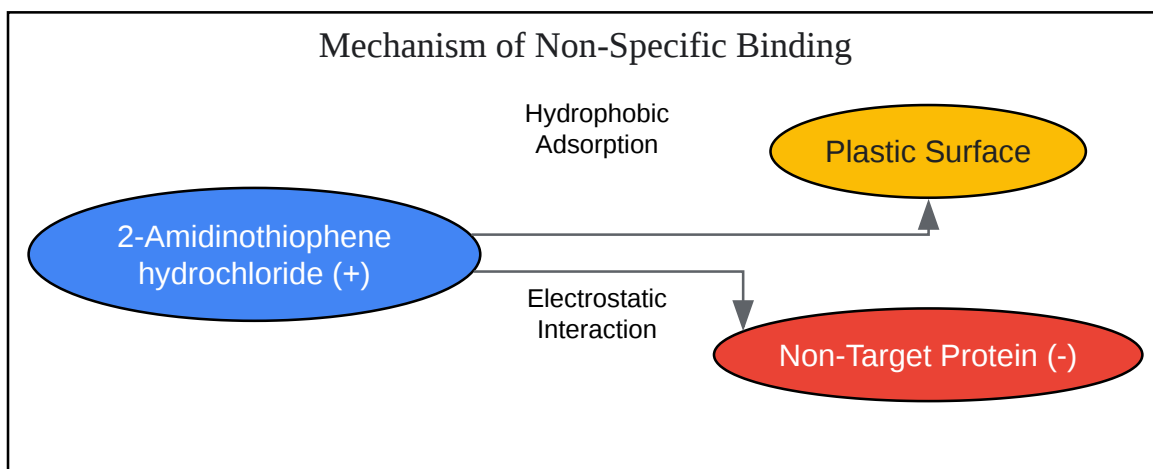 Mechanism of Non-Specific Binding
Hydrophobic
Adsorption
Plastic Surface
2-Amidinothiophene
hydrochloride (+)
Electrostatic
Interaction
Non-Target Protein (-)